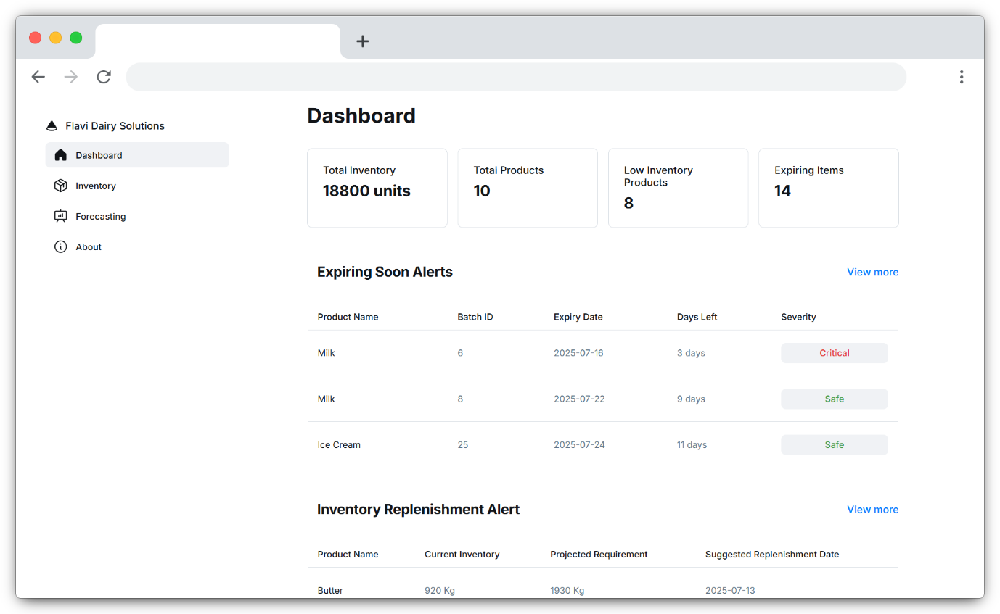 Flavi Dairy Solutions
Dashboard
Inventory
Forecasting
About
Dashboard
Total Inventory
18800 units
Total Products
10
Low Inventory
Products
8
Expiring Items
14
Expiring Soon Alerts
View more
Product Name Batch ID Expiry Date Days Left Severity
Milk 6 2025-07-16 3 days Critical
Milk 8 2025-07-22 9 days Safe
Ice Cream 25 2025-07-24 11 days Safe
Inventory Replenishment Alert
View more
Product Name Current Inventory Projected Requirement Suggested Replenishment Date
Butter 920 Kg 1930 Kg 2025-07-13